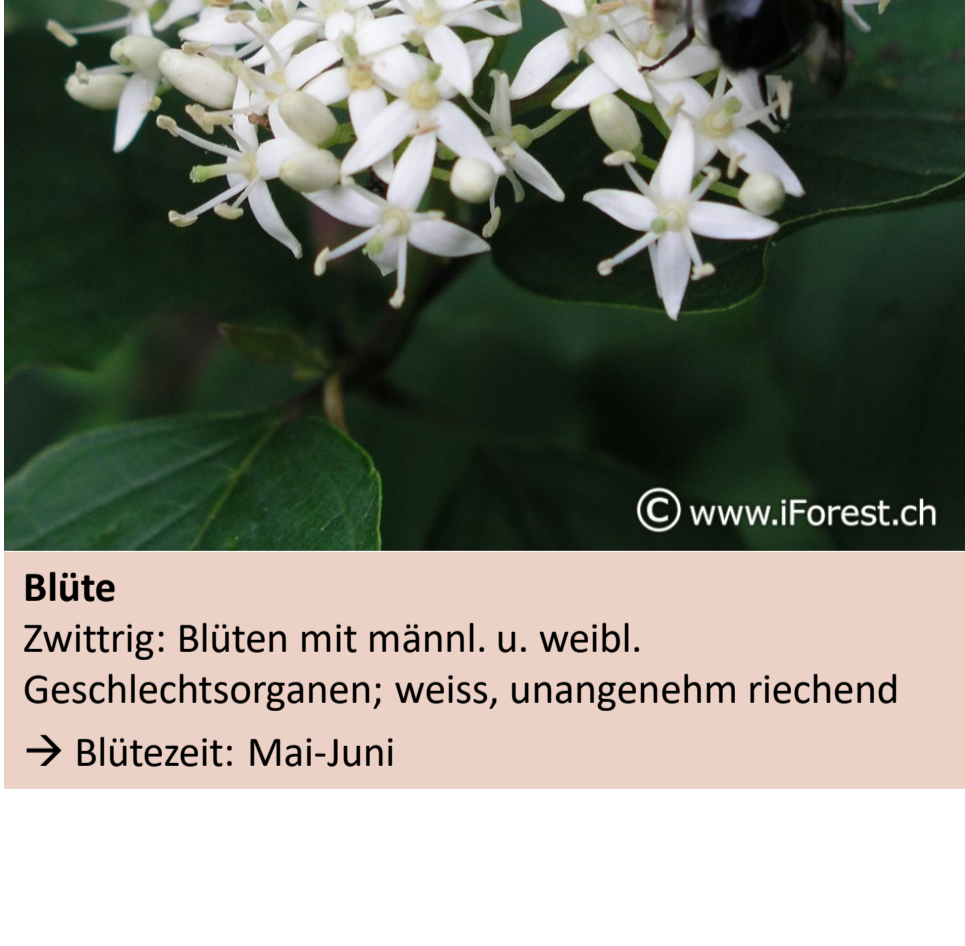 © www.iForest.ch
Blüte
Zwittrig: Blüten mit männl. u. weibl.
Geschlechtsorganen; weiss, unangenehm riechend
→ Blütezeit: Mai-Juni